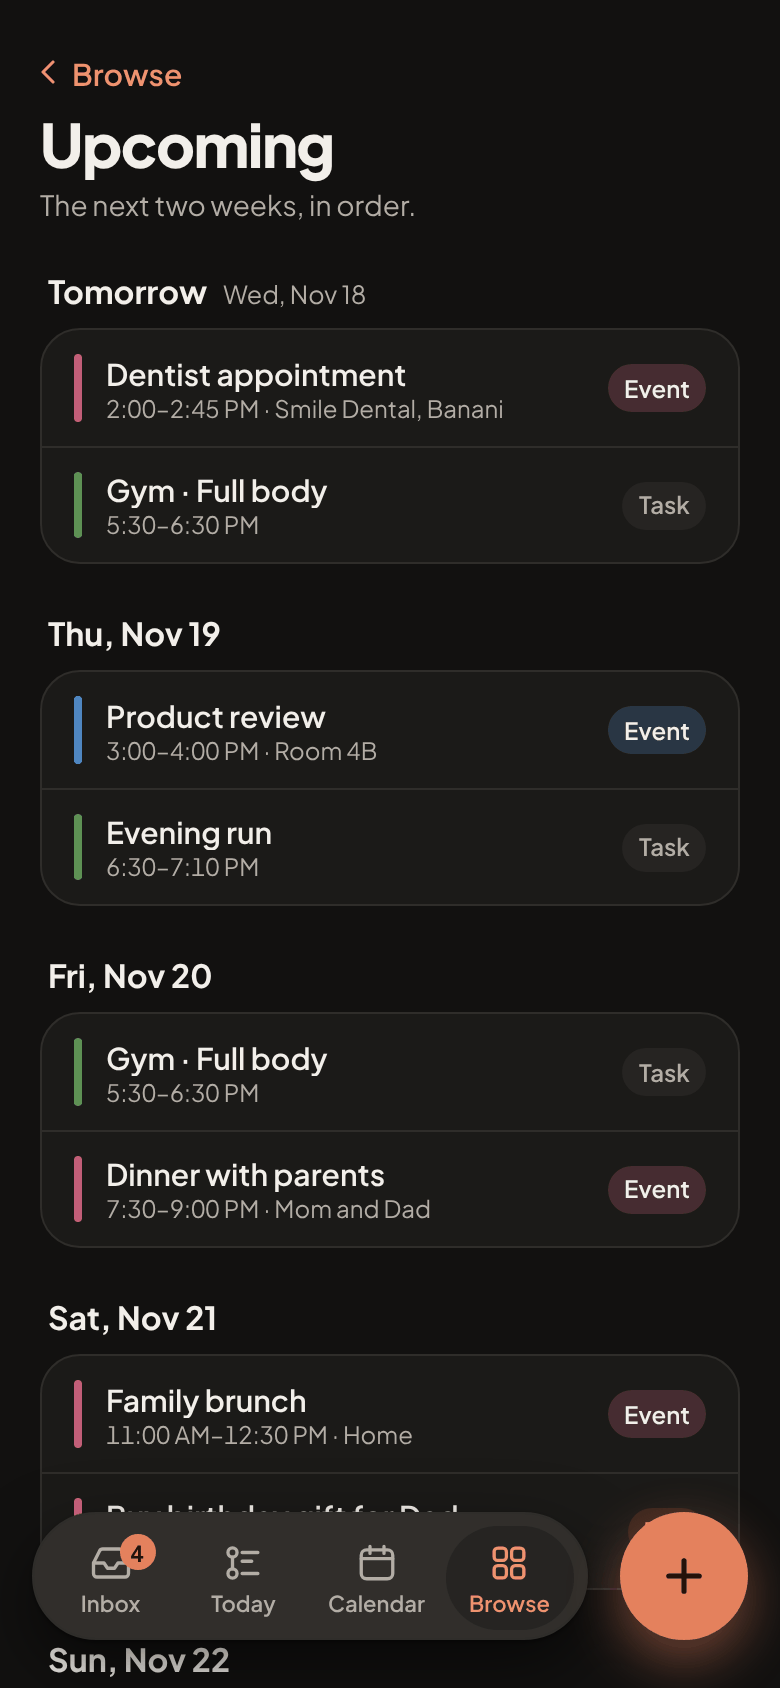 Browse
Upcoming
The next two weeks, in order.
Tomorrow Wed, Nov 18
Dentist appointment
2:00–2:45 PM · Smile Dental, Banani
Event
Gym · Full body
5:30–6:30 PM
Task
Thu, Nov 19
Product review
3:00–4:00 PM · Room 4B
Event
Evening run
6:30–7:10 PM
Task
Fri, Nov 20
Gym · Full body
5:30–6:30 PM
Task
Dinner with parents
7:30–9:00 PM · Mom and Dad
Event
Sat, Nov 21
Family brunch
11:00 AM–12:30 PM · Home
Event
Buy birthday gift for Dad
4
Inbox
Today
Calendar
Browse
Sun, Nov 22